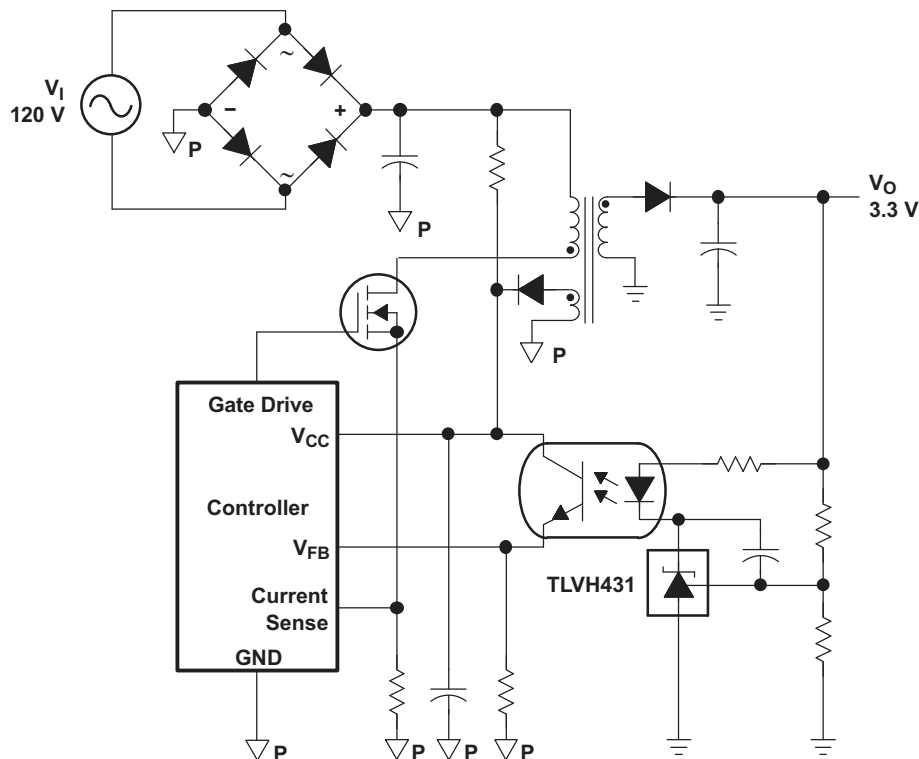 ~
V_I
120 V
−
+
P
~
P
V_O
3.3 V
P
Gate Drive
V_CC
Controller
V_FB
TLVH431
Current
Sense
GND
P
P
P
P